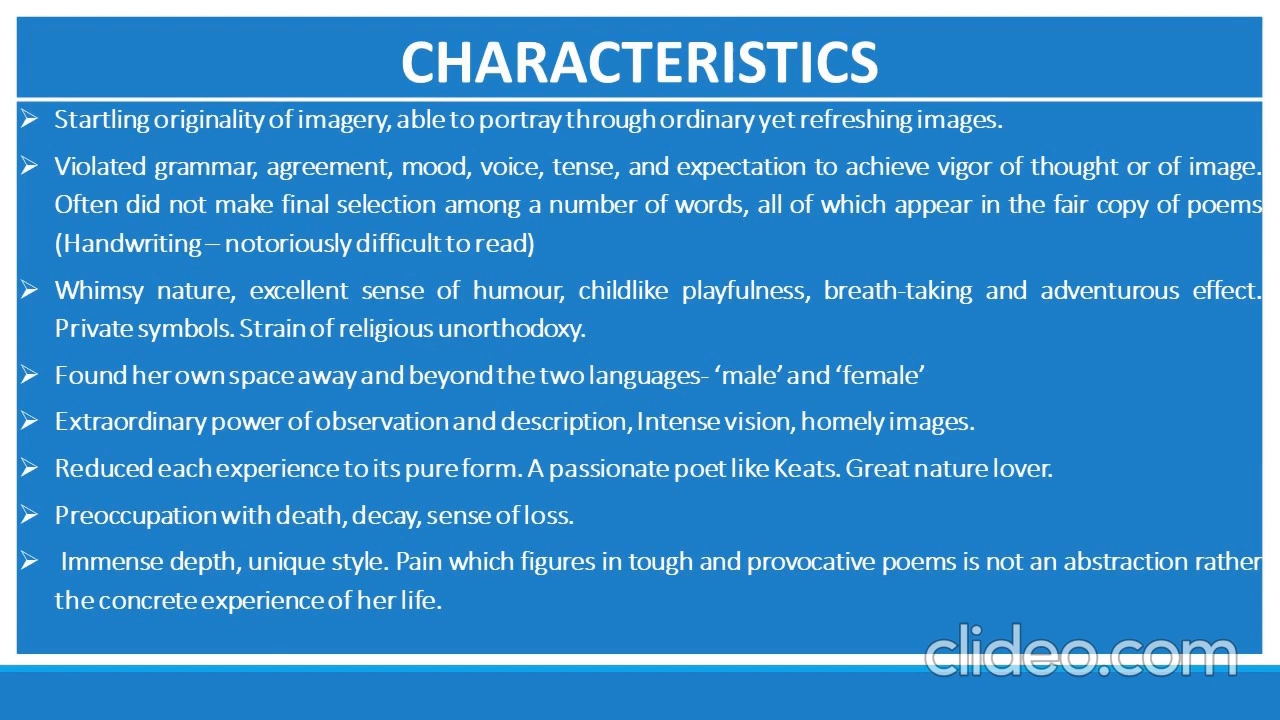 CHARACTERISTICS
➢ Startling originality of imagery, able to portray through ordinary yet refreshing images.
➢ Violated grammar, agreement, mood, voice, tense, and expectation to achieve vigor of thought or of image.
Often did not make final selection among a number of words, all of which appear in the fair copy of poems
(Handwriting – notoriously difficult to read)
➢ Whimsy nature, excellent sense of humour, childlike playfulness, breath-taking and adventurous effect.
Private symbols. Strain of religious unorthodoxy.
➢ Found her own space away and beyond the two languages- ‘male’ and ‘female’
➢ Extraordinary power of observation and description, Intense vision, homely images.
➢ Reduced each experience to its pure form. A passionate poet like Keats. Great nature lover.
➢ Preoccupation with death, decay, sense of loss.
➢ Immense depth, unique style. Pain which figures in tough and provocative poems is not an abstraction rather
the concrete experience of her life.
clideo.com